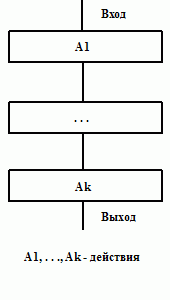 Вход
A1
. . .
Ak
Выход
A1, . . ., Ak - действия